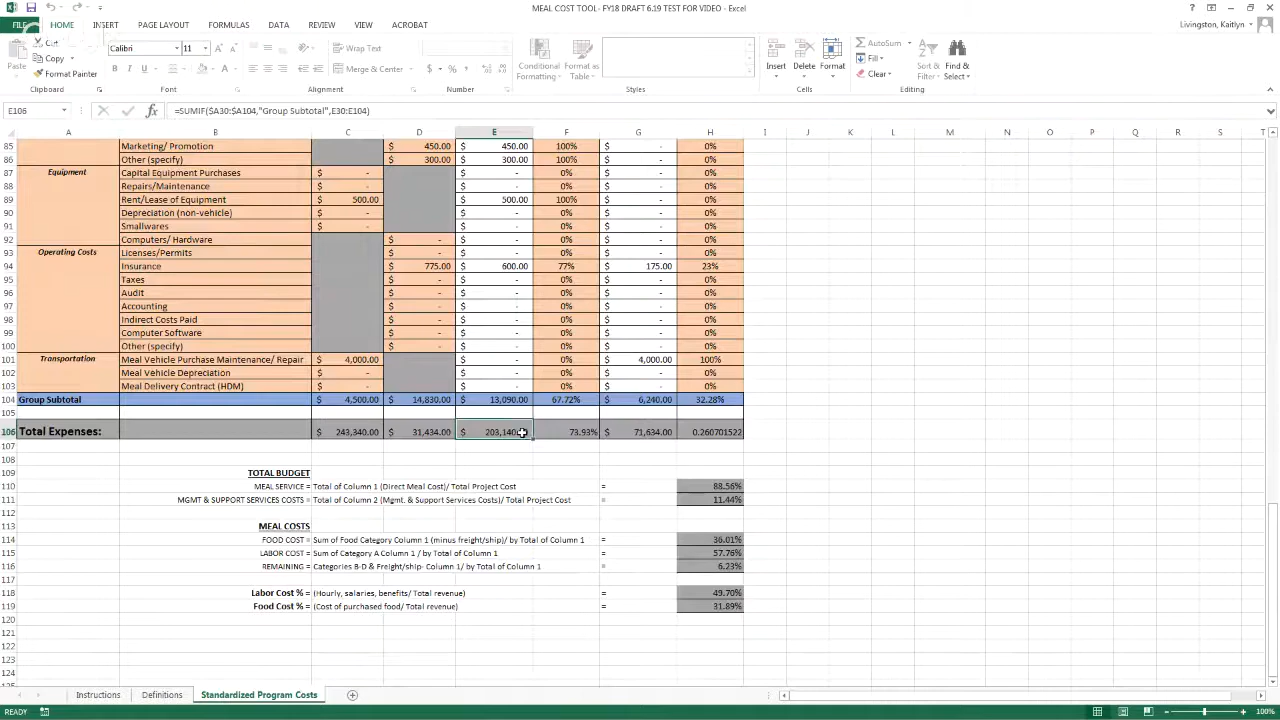 MEAL COST TOOL- FY18 DRAFT 6.19 TEST FOR VIDEO - Excel
FILE HOME INSERT PAGE LAYOUT FORMULAS DATA REVIEW VIEW ACROBAT Livingston, Kaitlyn
Cut
Copy
Format Painter
Paste
Calibri 11
Wrap Text
Merge & Center
Conditional Formatting Format as Table
Insert Delete Format
AutoSum
Fill
Clear
Sort & Filter Find & Select
Clipboard Font Alignment Number Styles Cells Editing
E106 =SUMIF($A30:$A104,"Group Subtotal",E30:E104)
A B C D E F G H I J K L M N O P Q R S T
85 Marketing/ Promotion $ 450.00 $ 450.00 100% $ - 0%
86 Other (specify) $ 300.00 $ 300.00 100% $ - 0%
87 Equipment Capital Equipment Purchases $ - $ - 0% $ - 0%
88 Repairs/Maintenance $ - $ - 0% $ - 0%
89 Rent/Lease of Equipment $ 500.00 $ 500.00 100% $ - 0%
90 Depreciation (non-vehicle) $ - $ - 0% $ - 0%
91 Smallwares $ - $ - 0% $ - 0%
92 Computers/ Hardware $ - $ - 0% $ - 0%
93 Operating Costs Licenses/Permits $ - $ - 0% $ - 0%
94 Insurance $ 775.00 $ 600.00 77% $ 175.00 23%
95 Taxes $ - $ - 0% $ - 0%
96 Audit $ - $ - 0% $ - 0%
97 Accounting $ - $ - 0% $ - 0%
98 Indirect Costs Paid $ - $ - 0% $ - 0%
99 Computer Software $ - $ - 0% $ - 0%
100 Other (specify) $ - $ - 0% $ - 0%
101 Transportation Meal Vehicle Purchase Maintenance/ Repair $ 4,000.00 $ - 0% $ 4,000.00 100%
102 Meal Vehicle Depreciation $ - $ - 0% $ - 0%
103 Meal Delivery Contract (HDM) $ - $ - 0% $ - 0%
104 Group Subtotal $ 4,500.00 $ 14,830.00 $ 13,090.00 67.72% $ 6,240.00 32.28%
105
106 Total Expenses: $ 243,340.00 $ 31,434.00 $ 203,140 73.93% $ 71,634.00 0.260701522
107
108
109 TOTAL BUDGET
110 MEAL SERVICE = Total of Column 1 (Direct Meal Cost)/ Total Project Cost = 88.56%
111 MGMT & SUPPORT SERVICES COSTS = Total of Column 2 (Mgmt. & Support Services Costs)/ Total Project Cost = 11.44%
112
113 MEAL COSTS
114 FOOD COST = Sum of Food Category Column 1 (minus freight/ship)/ by Total of Column 1 = 36.01%
115 LABOR COST = Sum of Category A Column 1 / by Total of Column 1 = 57.76%
116 REMAINING = Categories B-D & Freight/ship- Column 1/ by Total of Column 1 = 6.23%
117
118 Labor Cost % = (Hourly, salaries, benefits/ Total revenue) = 49.70%
119 Food Cost % = (Cost of purchased food/ Total revenue) = 31.89%
120
121
122
123
124
Instructions Definitions Standardized Program Costs
READY 100%